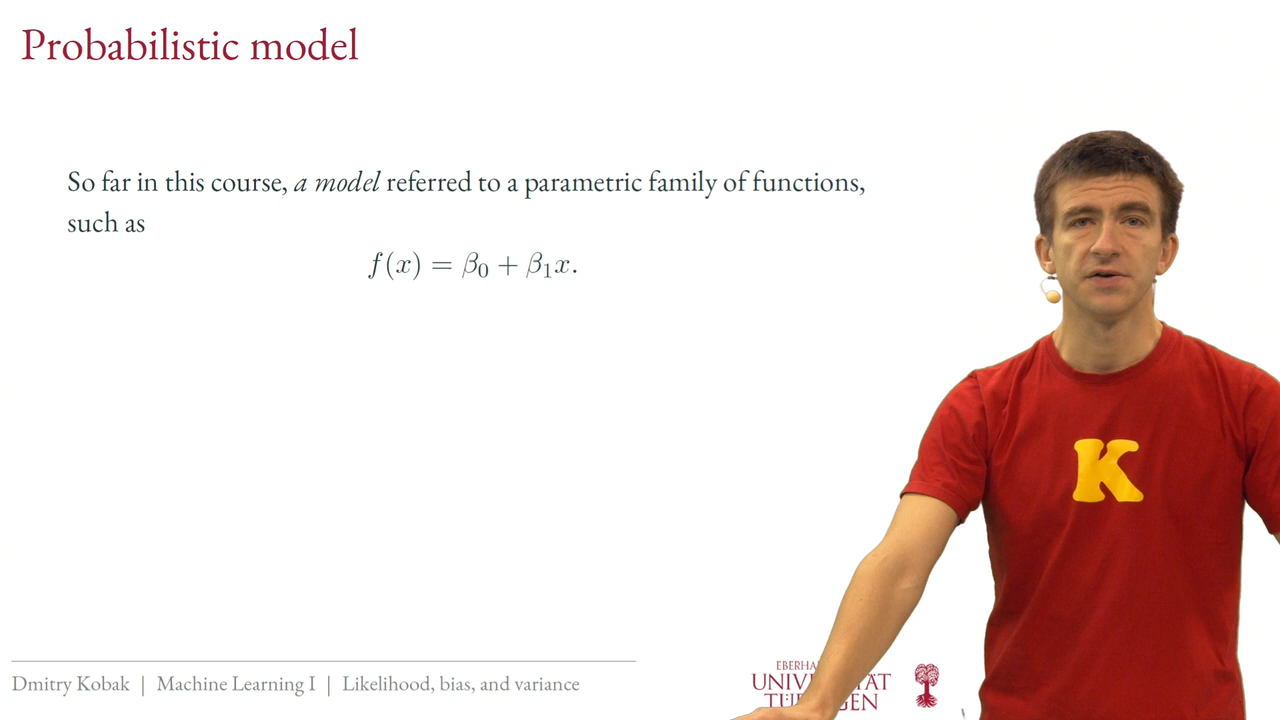 Probabilistic model
So far in this course, a model referred to a parametric family of functions,
such as
f(x) = β₀ + β₁x.
K
Dmitry Kobak | Machine Learning I | Likelihood, bias, and variance